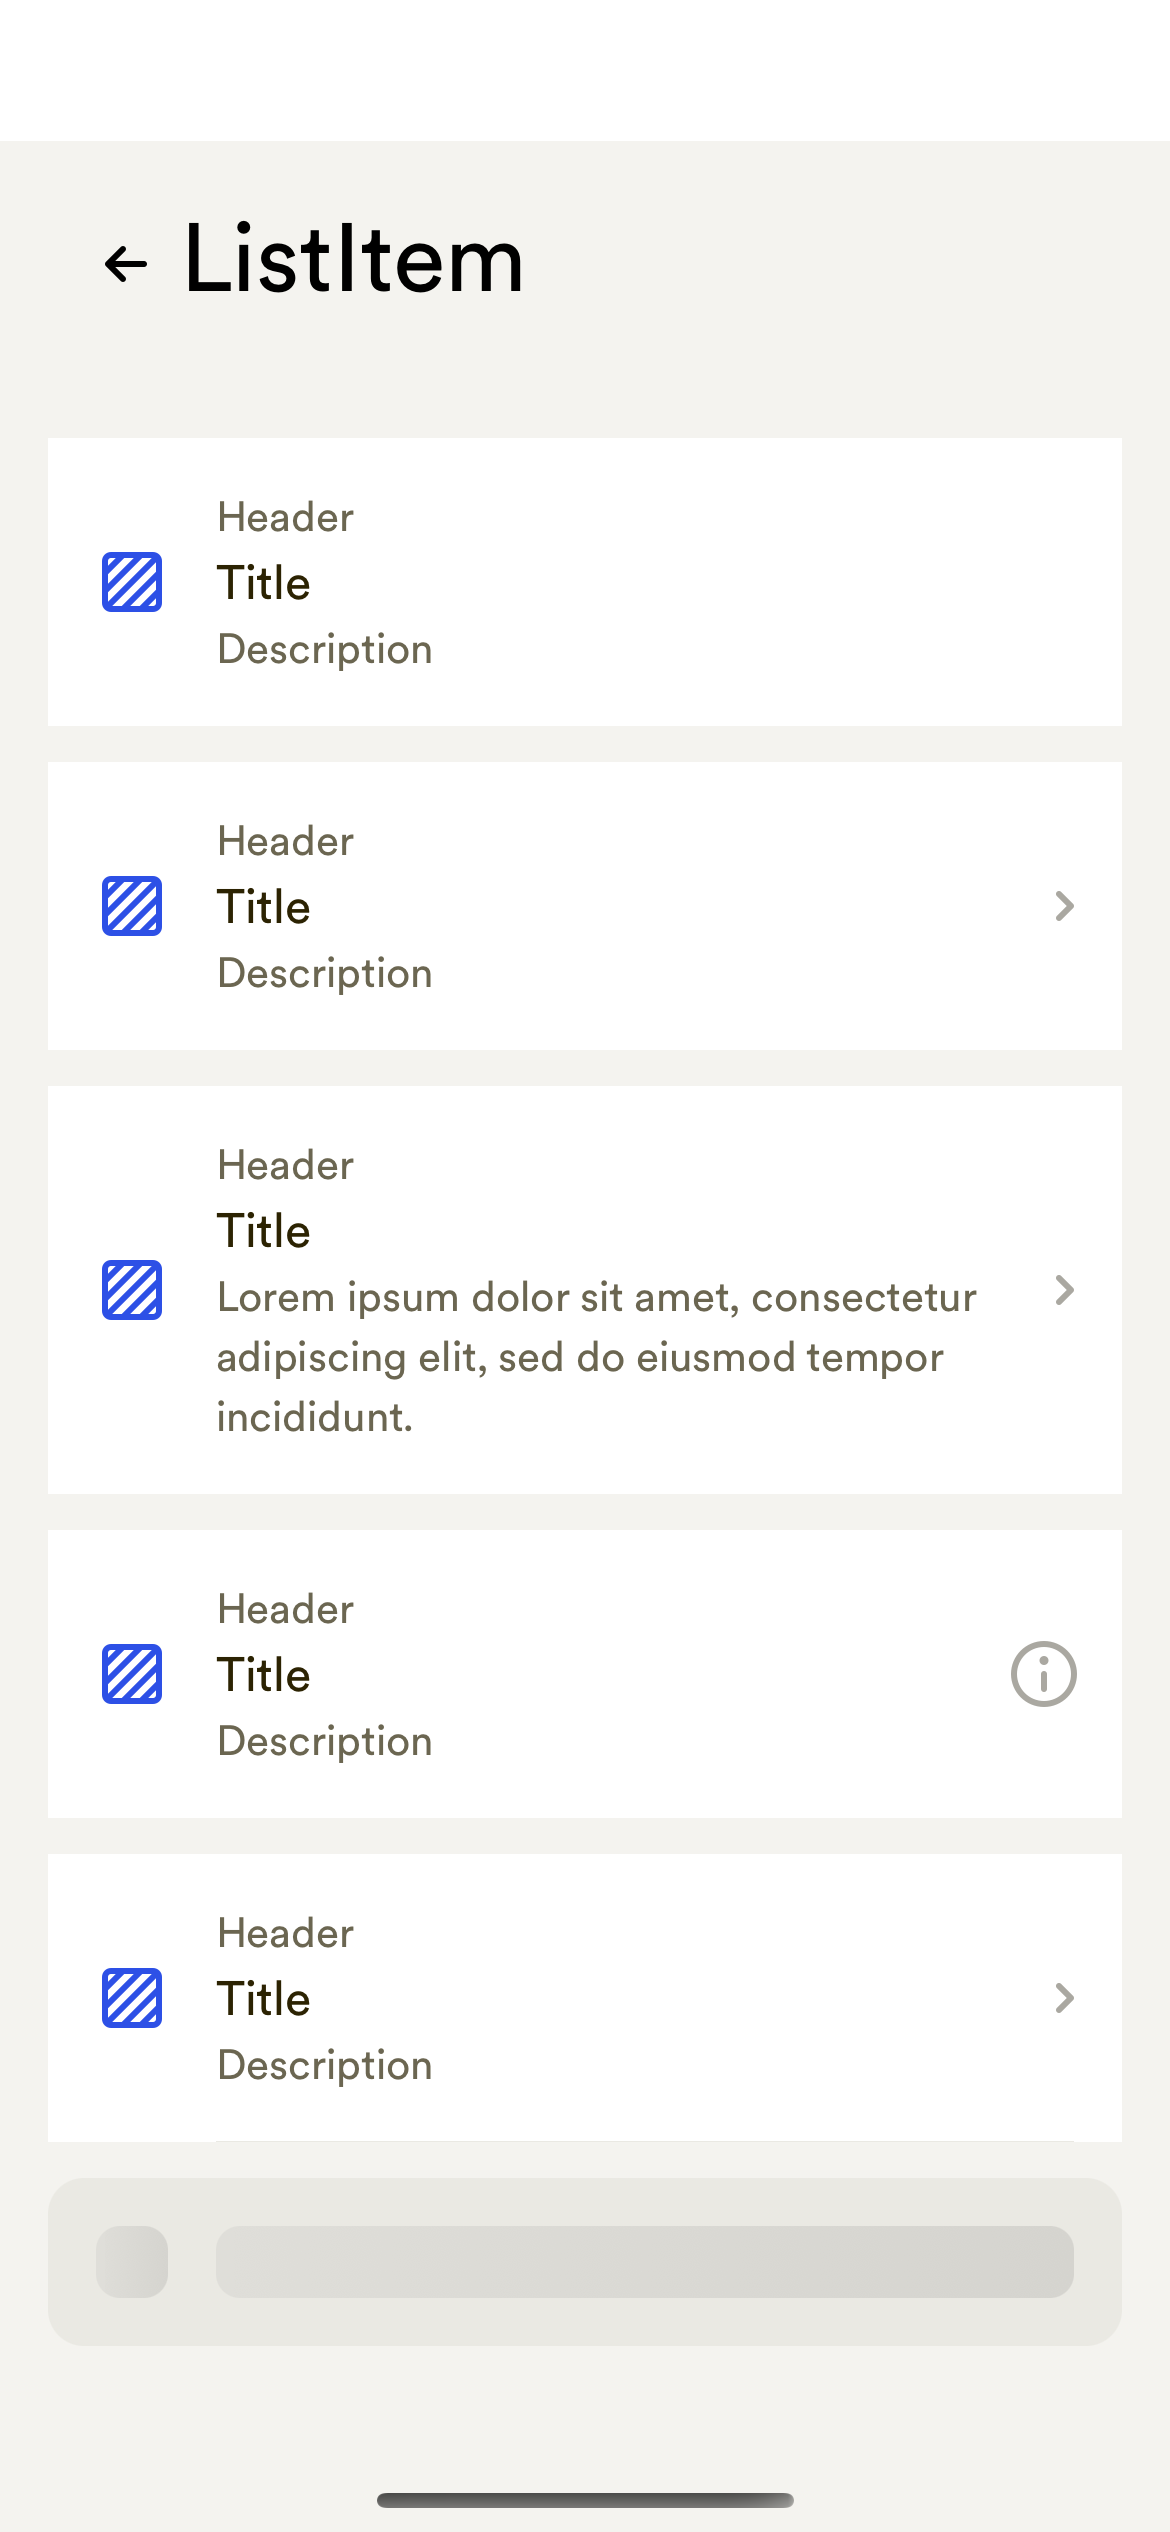 ListItem
Header
Title
Description
Header
Title
Description
Header
Title
Lorem ipsum dolor sit amet, consectetur
adipiscing elit, sed do eiusmod tempor
incididunt.
Header
Title
Description
Header
Title
Description